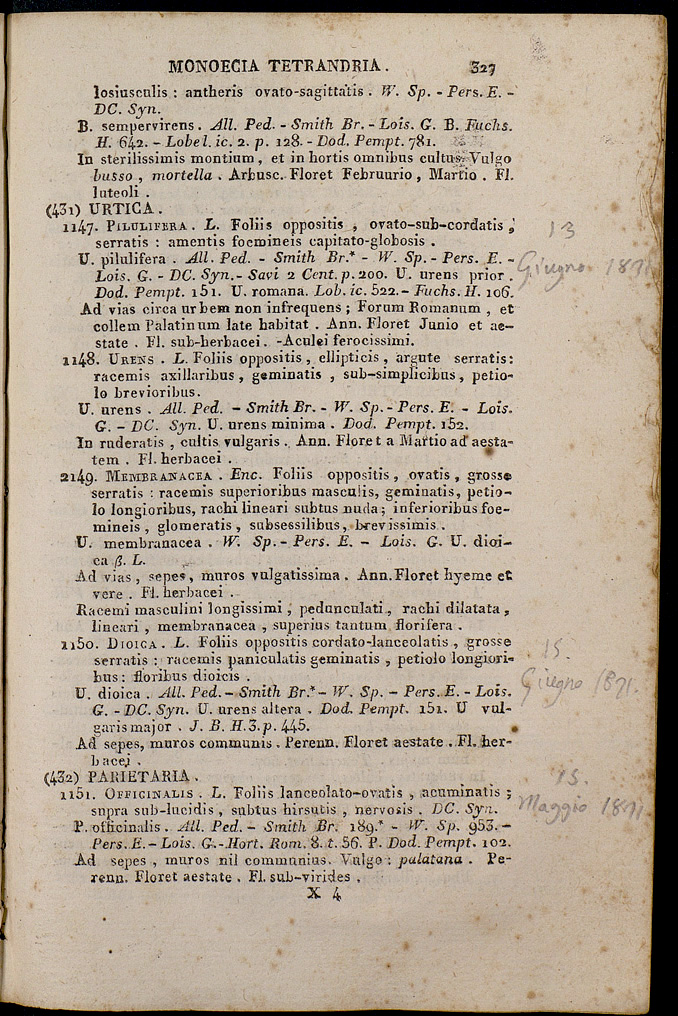 MONOECIA TETRANDRIA. 327
losiusculis : antheris ovato-sagittatis . W. Sp. - Pers. E. -
DC. Syn.
B. sempervirens . All. Ped. - Smith Br. - Lois. G. B. Fuchs.
H. 642. - Lobel. ic. 2. p. 128. - Dod. Pempt. 781.
In sterilissimis montium , et in hortis omnibus cultus. Vulgo
busso , mortella . Arbusc. Floret Februario , Martio . Fl.
luteoli .
(431) URTICA .
1147. PILULIFERA . L. Foliis oppositis , ovato-sub-cordatis ,
serratis : amentis foemineis capitato-globosis .
13
Giugno 1871
U. pilulifera . All. Ped. - Smith Br.* - W. Sp. - Pers. E. -
Lois. G. - DC. Syn. - Savi 2 Cent. p. 200. U. urens prior .
Dod. Pempt. 151. U. romana. Lob. ic. 522. - Fuchs. H. 106.
Ad vias circa urbem non infrequens ; Forum Romanum , et
collem Palatinum late habitat . Ann. Floret Junio et ae-
state . Fl. sub-herbacei. -Aculei ferocissimi.
1148. URENS . L. Foliis oppositis , ellipticis , argute serratis:
racemis axillaribus , geminatis , sub-simplicibus , petio-
lo brevioribus.
U. urens . All. Ped. - Smith Br. - W. Sp. - Pers. E. - Lois.
G. - DC. Syn. U. urens minima . Dod. Pempt. 152.
In ruderatis , cultis vulgaris . Ann. Floret a Martio ad aesta-
tem . Fl. herbacei .
2149. MEMBRANACEA . Enc. Foliis oppositis , ovatis , grosse
serratis : racemis superioribus masculis, geminatis, petio-
lo longioribus, rachi lineari subtus nuda ; inferioribus foe-
mineis , glomeratis , subsessilibus , brevissimis .
U. membranacea . W. Sp. - Pers. E. - Lois. G. U. dioi-
ca β. L.
Ad vias , sepes, muros vulgatissima . Ann. Floret hyeme et
vere . Fl. herbacei .
Racemi masculini longissimi , pedunculati , rachi dilatata ,
lineari , membranacea , superius tantum florifera .
1150. DIOICA . L. Foliis oppositis cordato-lanceolatis , grosse
serratis : racemis paniculatis geminatis , petiolo longiori-
bus : floribus dioicis .
15.
Giugno 1871.
U. dioica . All. Ped. - Smith Br.* - W. Sp. - Pers. E. - Lois.
G. - DC. Syn. U. urens altera . Dod. Pempt. 151. U vul-
garis major . J. B. H. 3. p. 445.
Ad sepes, muros communis . Perenn. Floret aestate . Fl. her-
bacei .
(432) PARIETARIA .
1151. OFFICINALIS . L. Foliis lanceolato-ovatis , acuminatis ;
supra sub-lucidis , subtus hirsutis , nervosis . DC. Syn.
15.
Maggio 1871
P. officinalis . All. Ped. - Smith Br. 189.* - W. Sp. 953. -
Pers. E. - Lois. G. - Hort. Rom. 8. t. 56. P. Dod. Pempt. 102.
Ad sepes , muros nil communius. Vulgo : palatana . Pe-
renn. Floret aestate . Fl. sub-virides .
X 4